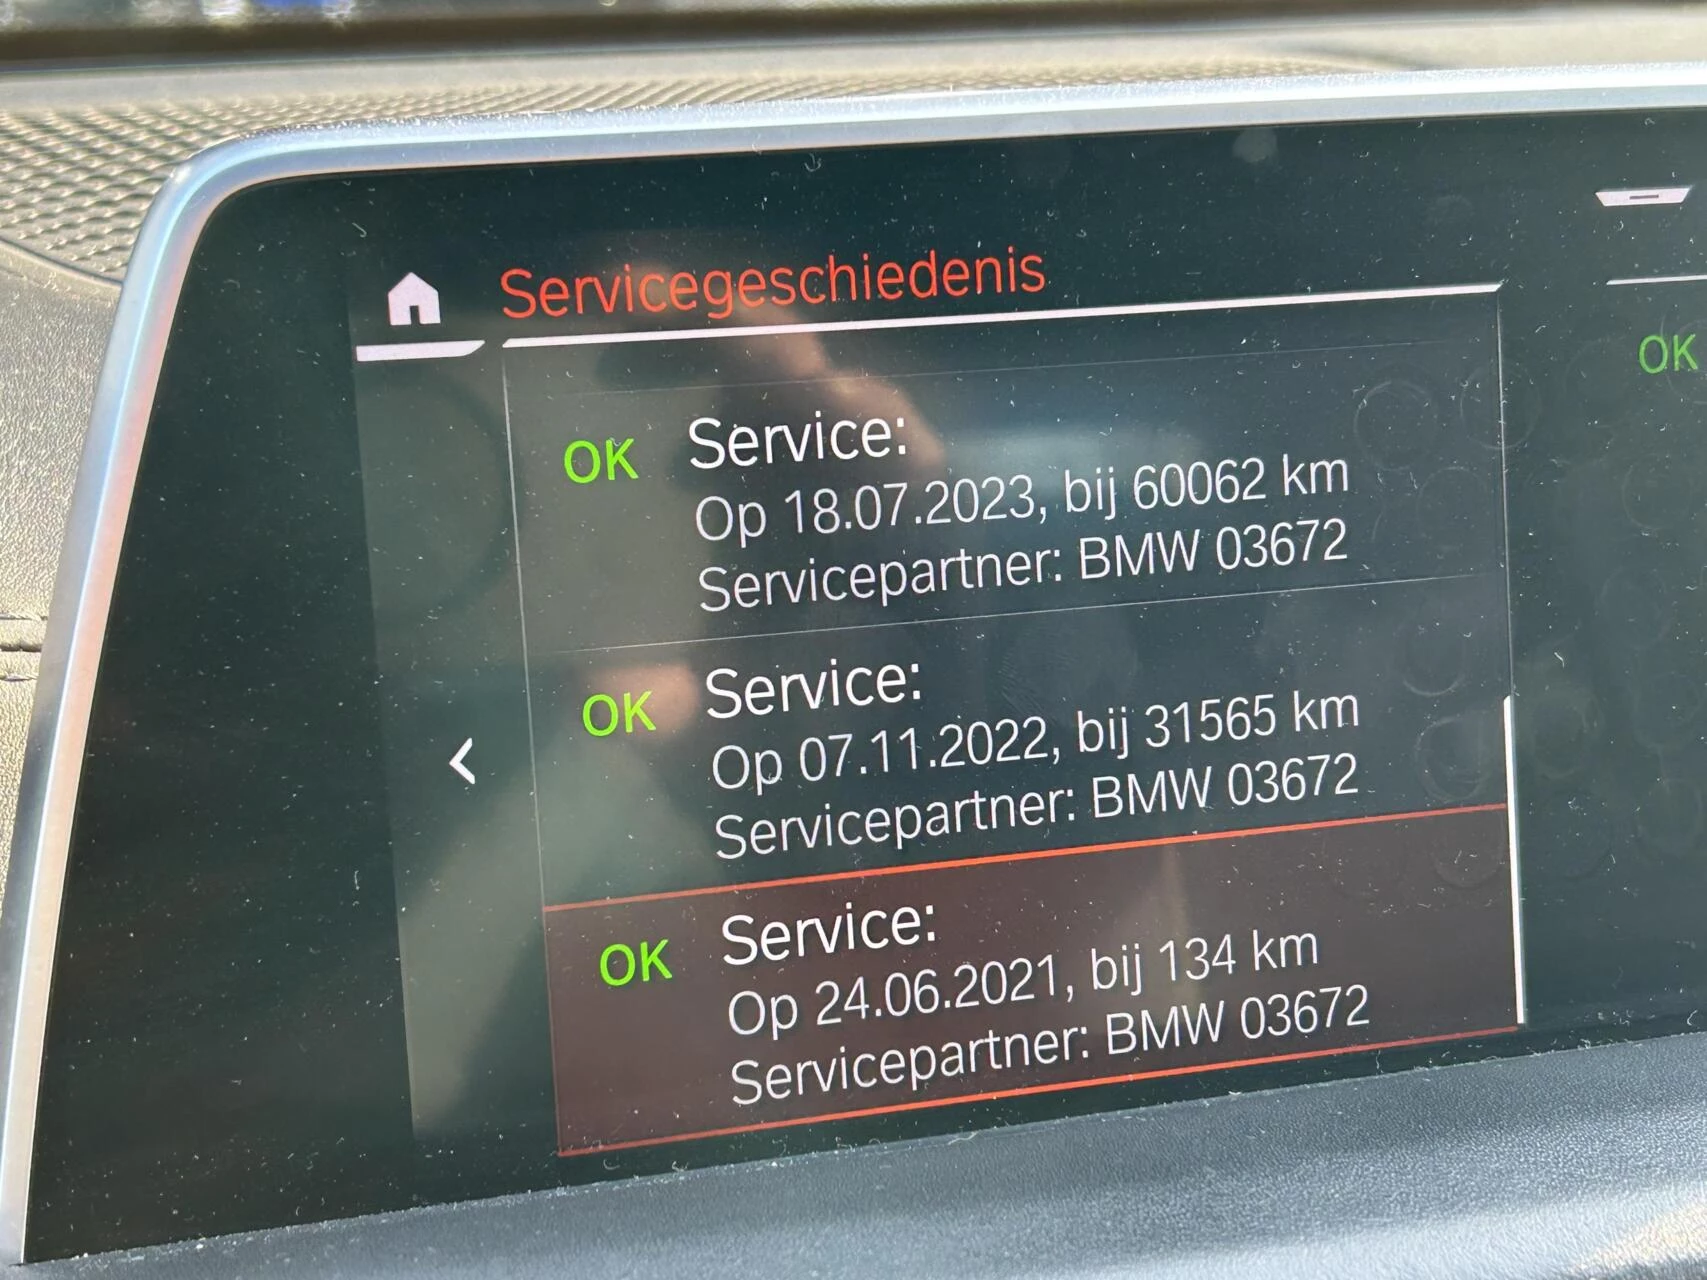 Servicegeschiedenis
OK Service:
Op 18.07.2023, bij 60062 km
Servicepartner: BMW 03672
OK Service:
Op 07.11.2022, bij 31565 km
Servicepartner: BMW 03672
OK Service:
Op 24.06.2021, bij 134 km
Servicepartner: BMW 03672
OK